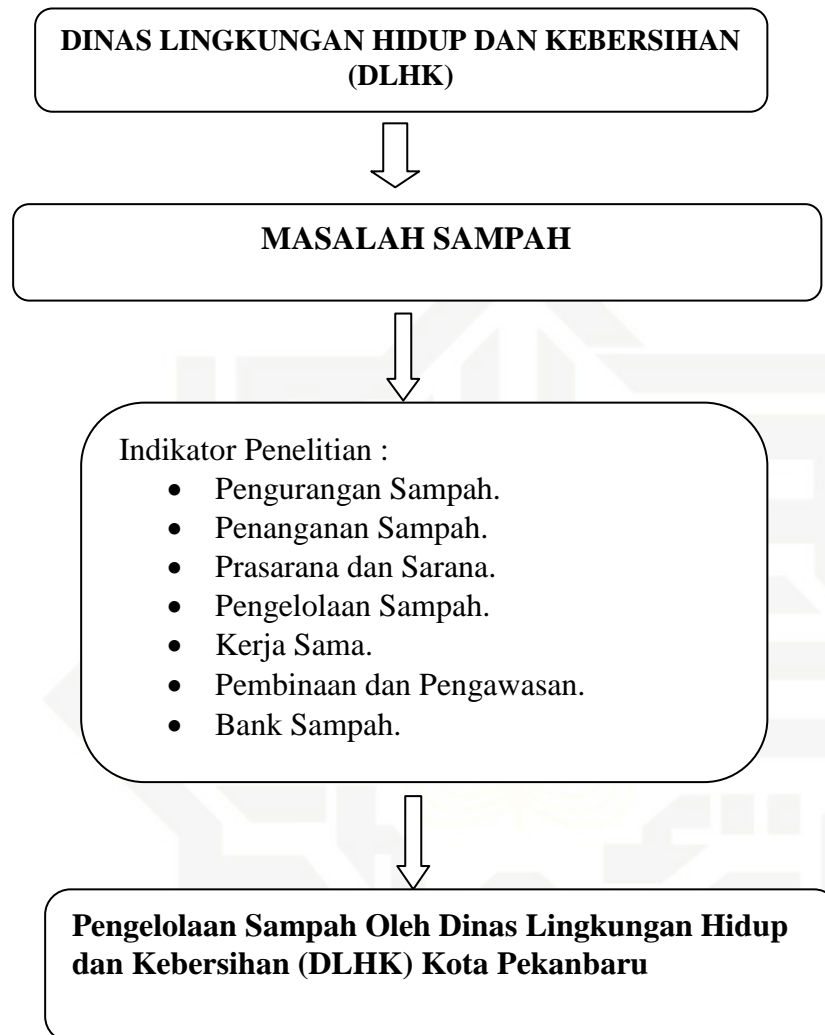 DINAS LINGKUNGAN HIDUP DAN KEBERSIHAN
(DLHK)
MASALAH SAMPAH
Indikator Penelitian :
• Pengurangan Sampah.
• Penanganan Sampah.
• Prasarana dan Sarana.
• Pengelolaan Sampah.
• Kerja Sama.
• Pembinaan dan Pengawasan.
• Bank Sampah.
Pengelolaan Sampah Oleh Dinas Lingkungan Hidup
dan Kebersihan (DLHK) Kota Pekanbaru